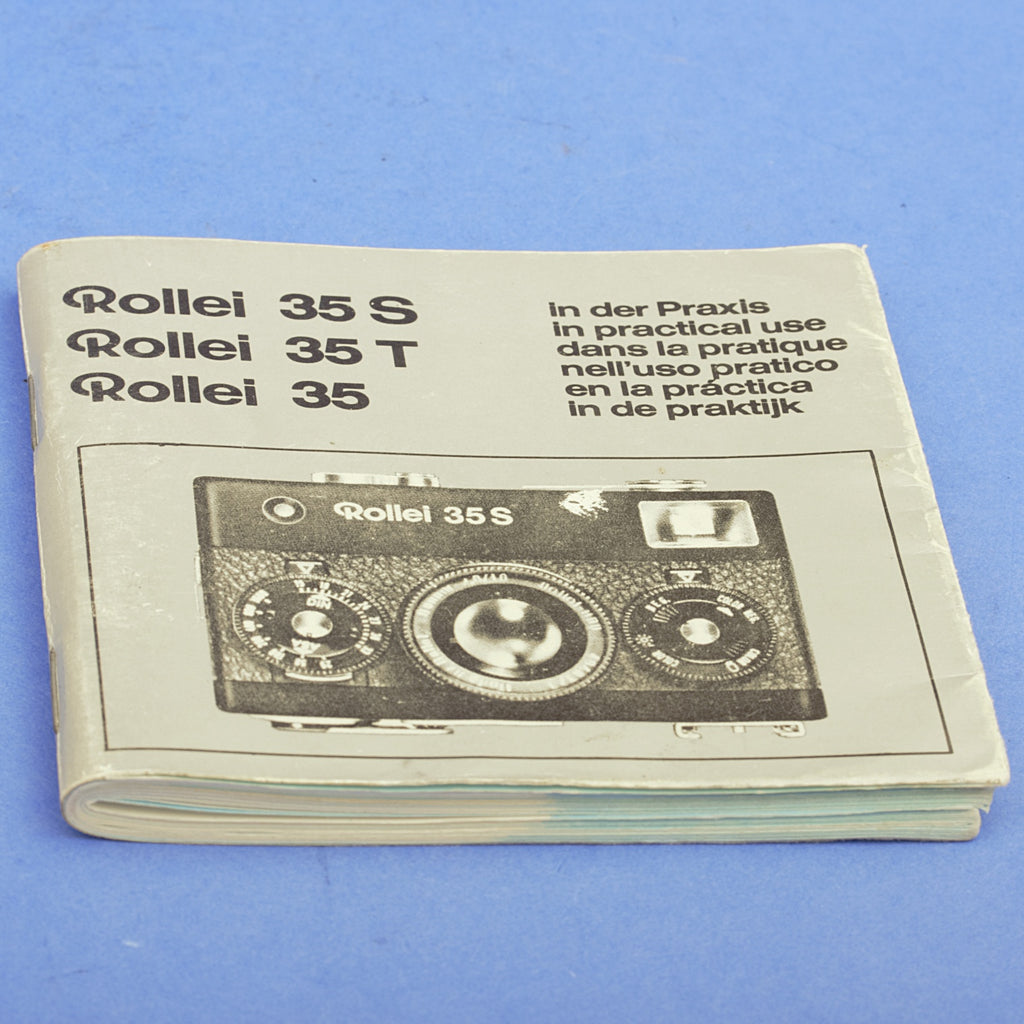 Rollei 35 S
Rollei 35 T
Rollei 35
in der Praxis
in practical use
dans la pratique
nell'uso pratico
en la práctica
in de praktijk
Rollei 35 S